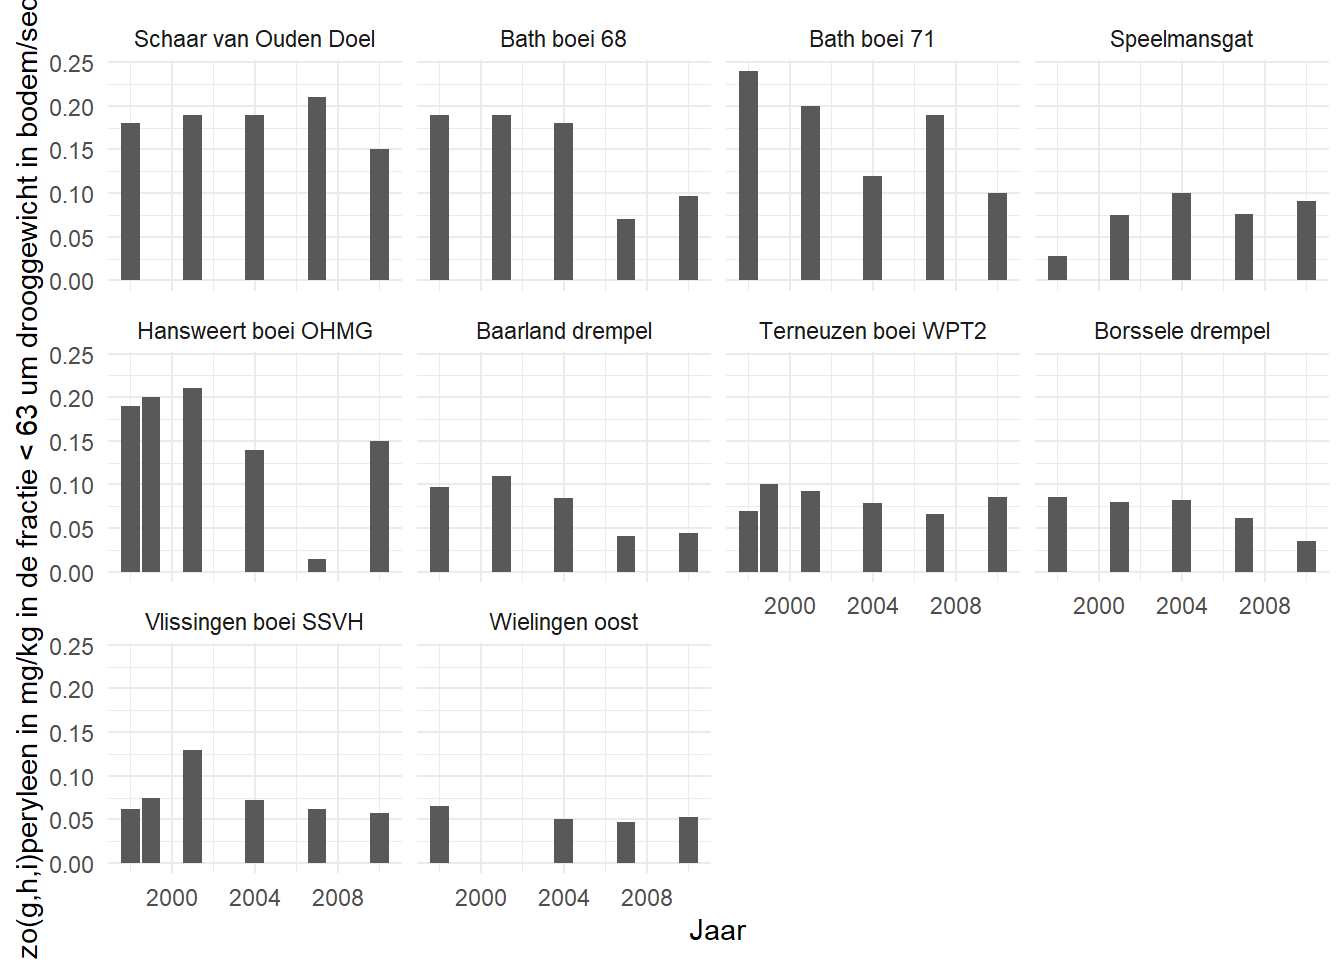 Schaar van Ouden Doel Bath boei 68 Bath boei 71 Speelmansgat
0.25
0.20
0.15
0.10
0.05
0.00
Hansweert boei OHMG Baarland drempel Terneuzen boei WPT2 Borssele drempel
0.25
0.20
0.15
0.10
0.05
0.00
2000 2004 2008 2000 2004 2008
Vlissingen boei SSVH Wielingen oost
0.25
0.20
0.15
0.10
0.05
0.00
2000 2004 2008 2000 2004 2008
Jaar
zo(g,h,i)peryleen in mg/kg in de fractie < 63 um drooggewicht in bodem/sec